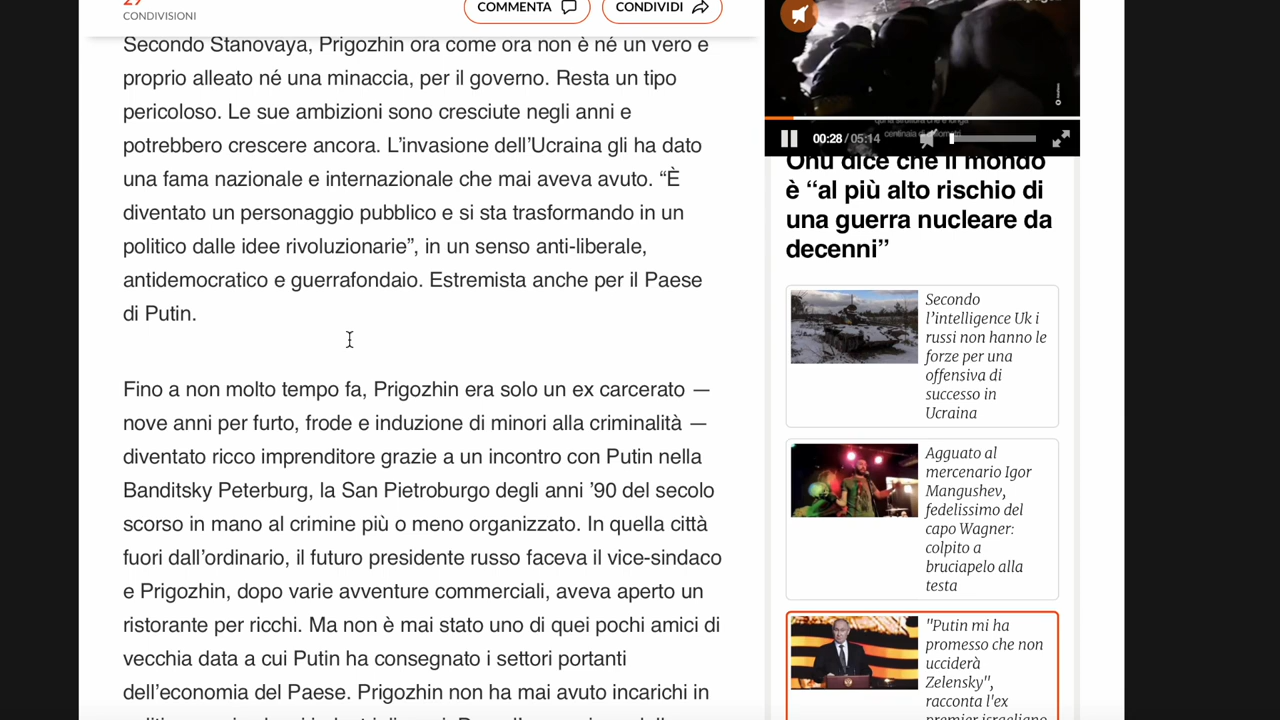 29
CONDIVISIONI
COMMENTA
CONDIVIDI
Secondo Stanovaya, Prigozhin ora come ora non è né un vero e
proprio alleato né una minaccia, per il governo. Resta un tipo
pericoloso. Le sue ambizioni sono cresciute negli anni e
potrebbero crescere ancora. L’invasione dell’Ucraina gli ha dato
una fama nazionale e internazionale che mai aveva avuto. “È
diventato un personaggio pubblico e si sta trasformando in un
politico dalle idee rivoluzionarie”, in un senso anti-liberale,
antidemocratico e guerrafondaio. Estremista anche per il Paese
di Putin.
Fino a non molto tempo fa, Prigozhin era solo un ex carcerato —
nove anni per furto, frode e induzione di minori alla criminalità —
diventato ricco imprenditore grazie a un incontro con Putin nella
Banditsky Peterburg, la San Pietroburgo degli anni ’90 del secolo
scorso in mano al crimine più o meno organizzato. In quella città
fuori dall’ordinario, il futuro presidente russo faceva il vice-sindaco
e Prigozhin, dopo varie avventure commerciali, aveva aperto un
ristorante per ricchi. Ma non è mai stato uno di quei pochi amici di
vecchia data a cui Putin ha consegnato i settori portanti
dell’economia del Paese. Prigozhin non ha mai avuto incarichi in
00:28 / 05:14
Onu dice che il mondo
è “al più alto rischio di
una guerra nucleare da
decenni”
Secondo
l’intelligence Uk i
russi non hanno le
forze per una
offensiva di
successo in
Ucraina
Agguato al
mercenario Igor
Mangushev,
fedelissimo del
capo Wagner:
colpito a
bruciapelo alla
testa
"Putin mi ha
promesso che non
ucciderà
Zelensky",
racconta l'ex
premier israeliano